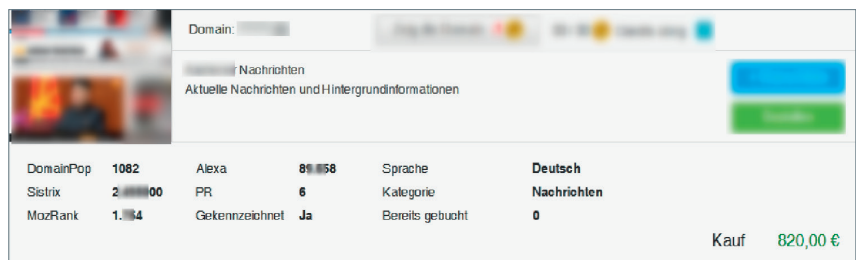 Domain:
Nachrichten
Aktuelle Nachrichten und Hintergrundinformationen
DomainPop 1082 Alexa Sprache Deutsch
Sistrix PR 6 Kategorie Nachrichten
MozRank Gekennzeichnet Ja Bereits gebucht 0
Kauf 820,00 €